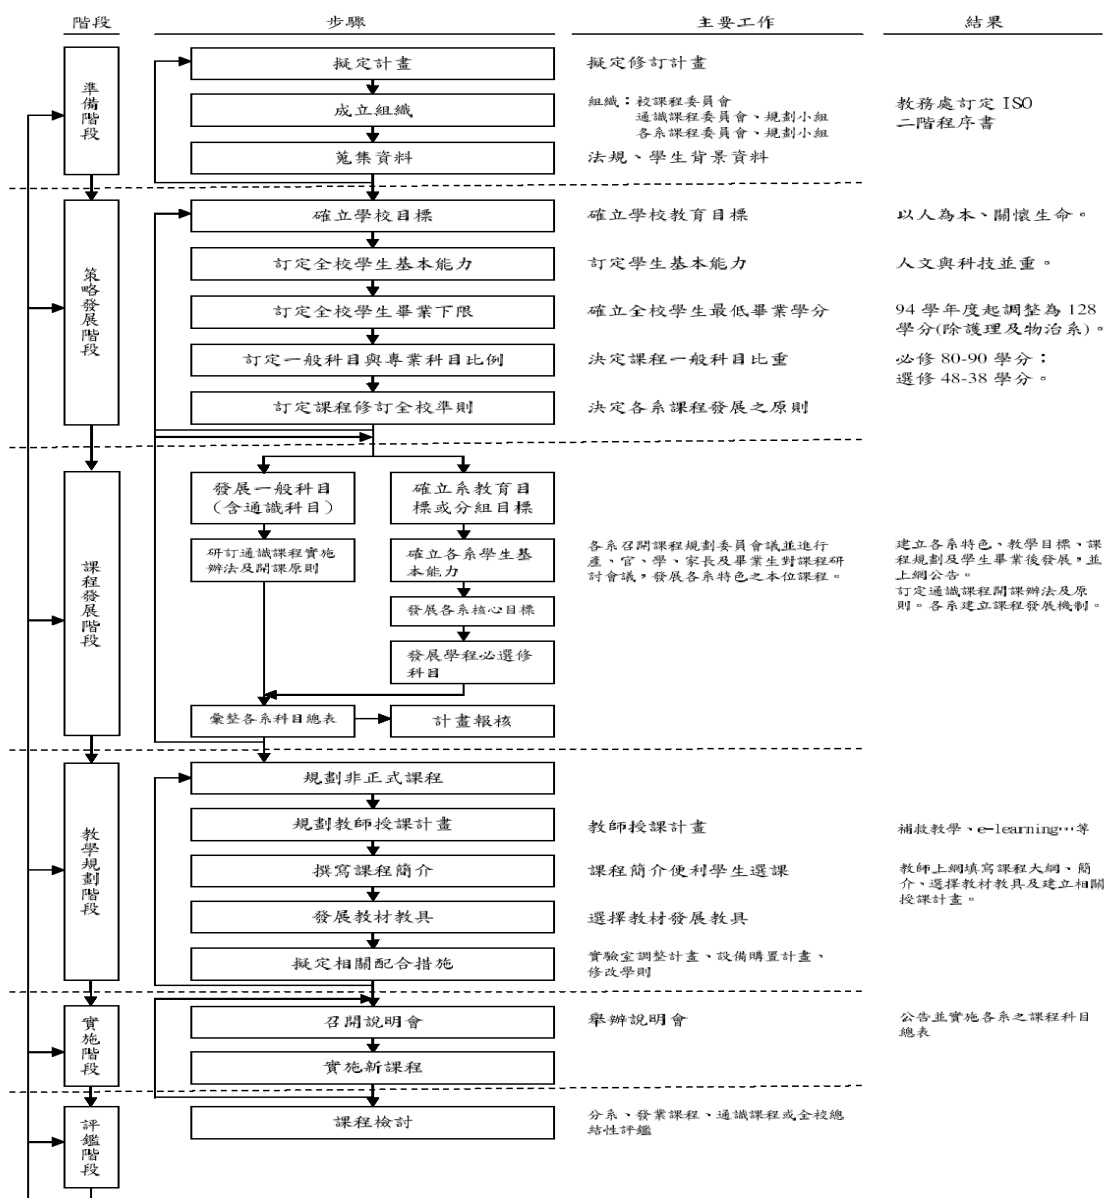 階段 步驟 主要工作 結果
準備階段
擬定計畫
擬定修訂計畫
成立組織
組織：校課程委員會
通識課程委員會、規劃小組
各系課程委員會、規劃小組
教務處訂定 ISO
二階程序書
蒐集資料
法規、學生背景資料
策略發展階段
確立學校目標
確立學校教育目標
以人為本、關懷生命。
訂定全校學生基本能力
訂定學生基本能力
人文與科技並重。
訂定全校學生畢業下限
確立全校學生最低畢業學分
94 學年度起調整為 128
學分(除護理及物治系)。
訂定一般科目與專業科目比例
決定課程一般科目比重
必修 80-90 學分：
選修 48-38 學分。
訂定課程修訂全校準則
決定各系課程發展之原則
課程發展階段
發展一般科目
(含通識科目)
確立系教育目
標或分組目標
研訂通識課程實施
辦法及開課原則
確立各系學生基
本能力
發展各系核心目標
發展學程必選修
科目
各系召開課程規劃委員會議並進行
產、官、學、家長及畢業生對課程研
討會議，發展各系特色之本位課程。
建立各系特色、教學目標、課
程規劃及學生畢業後發展，並
上網公告。
訂定通識課程開課辦法及原
則。各系建立課程發展機制。
彙整各系科目總表
計畫報核
教學規劃階段
規劃非正式課程
規劃教師授課計畫
教師授課計畫
補救教學、e-learning…等
撰寫課程簡介
課程簡介便利學生選課
教師上網填寫課程大綱、簡
介、選擇教材教具及建立相關
授課計畫。
發展教材教具
選擇教材發展教具
擬定相關配合措施
實驗室調整計畫、設備購置計畫、
修改學則
實施階段
召開說明會
舉辦說明會
公告並實施各系之課程科目
總表
實施新課程
評鑑階段
課程檢討
分系、發業課程、通識課程或全校總
結性評鑑